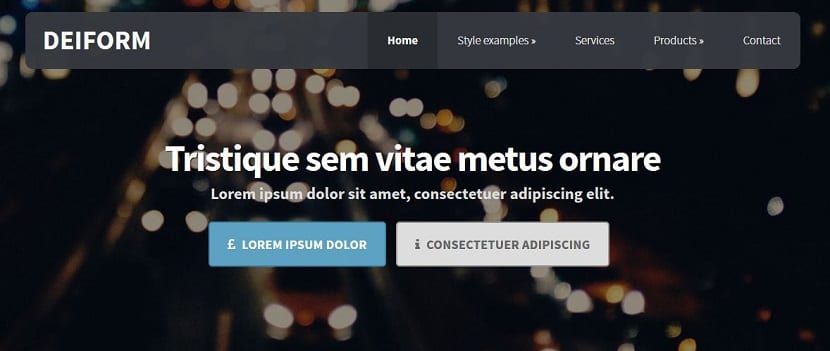 DEIFORM
Home Style examples » Services Products » Contact
Tristique sem vitae metus ornare
Lorem ipsum dolor sit amet, consectetuer adipiscing elit.
£ LOREM IPSUM DOLOR
i CONSECTETUER ADIPISCING